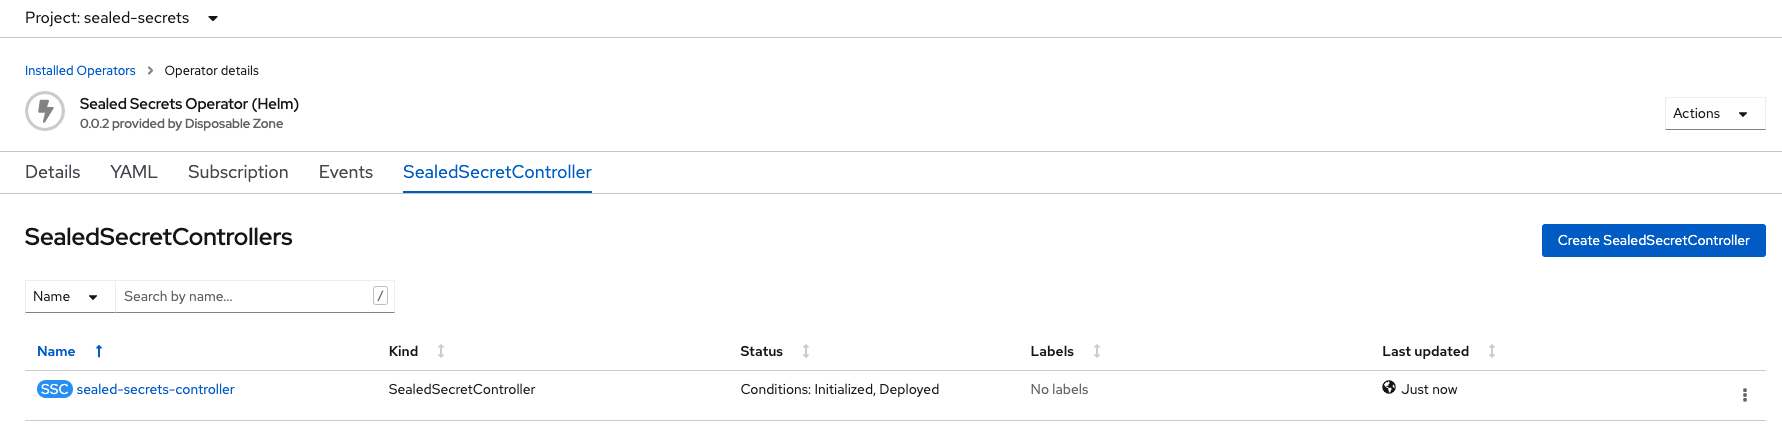 Project: sealed-secrets
Installed Operators > Operator details
Sealed Secrets Operator (Helm)
0.0.2 provided by Disposable Zone
Actions
Details YAML Subscription Events SealedSecretController
SealedSecretControllers
Create SealedSecretController
Name Search by name... /
Name Kind Status Labels Last updated
SSC sealed-secrets-controller SealedSecretController Conditions: Initialized, Deployed No labels Just now